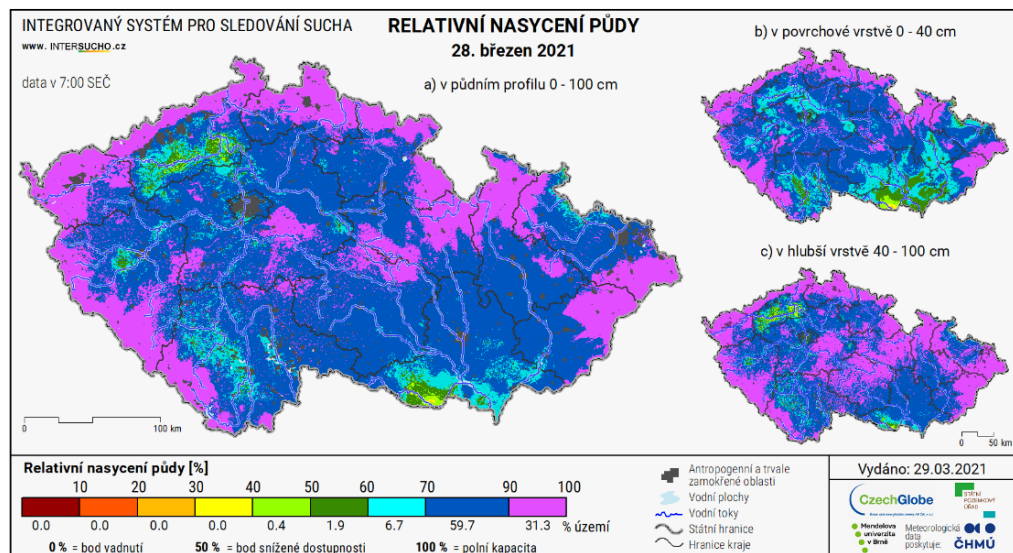 INTEGROVANÝ SYSTÉM PRO SLEDOVÁNÍ SUCHA
www. INTERSUCHO.cz
data v 7:00 SEČ
RELATIVNÍ NASYCENÍ PŮDY
28. březen 2021
a) v půdním profilu 0 - 100 cm
b) v povrchové vrstvě 0 - 40 cm
c) v hlubší vrstvě 40 - 100 cm
0 100 km
0 50 km
Relativní nasycení půdy [%]
10 20 30 40 50 60 70 90 100
0.0 0.0 0.0 0.0 0.4 1.9 6.7 59.7 31.3 % území
0 % = bod vadnutí 50 % = bod snížené dostupnosti 100 % = polní kapacita
Antropogenní a trvale
zamokřené oblasti
Vodní plochy
Vodní toky
Státní hranice
Hranice kraje
Vydáno: 29.03.2021
CzechGlobe
STÁTNÍ
POZEMKOVÝ
ÚŘAD
Mendelova
univerzita
v Brně
Meteorologická
data
poskytuje:
ČHMÚ